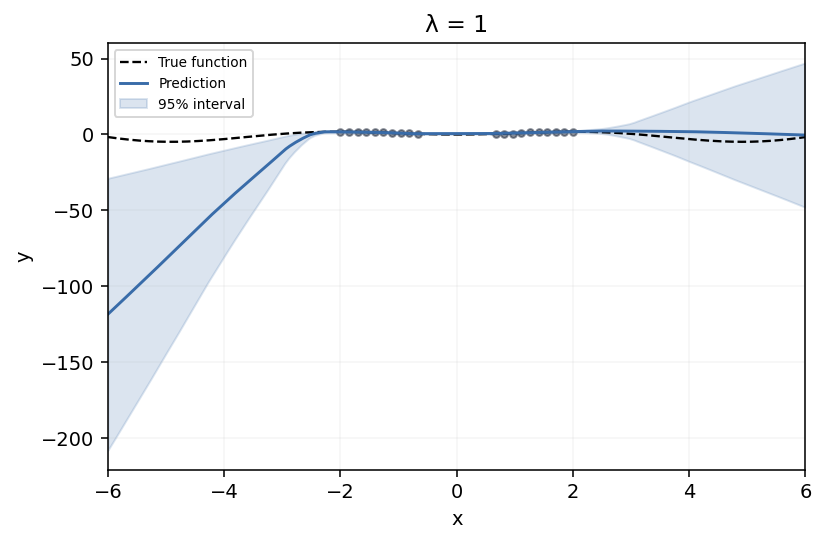 λ = 1
True function
Prediction
95% interval
50
0
−50
−100
−150
−200
y
−6
−4
−2
0
2
4
6
x